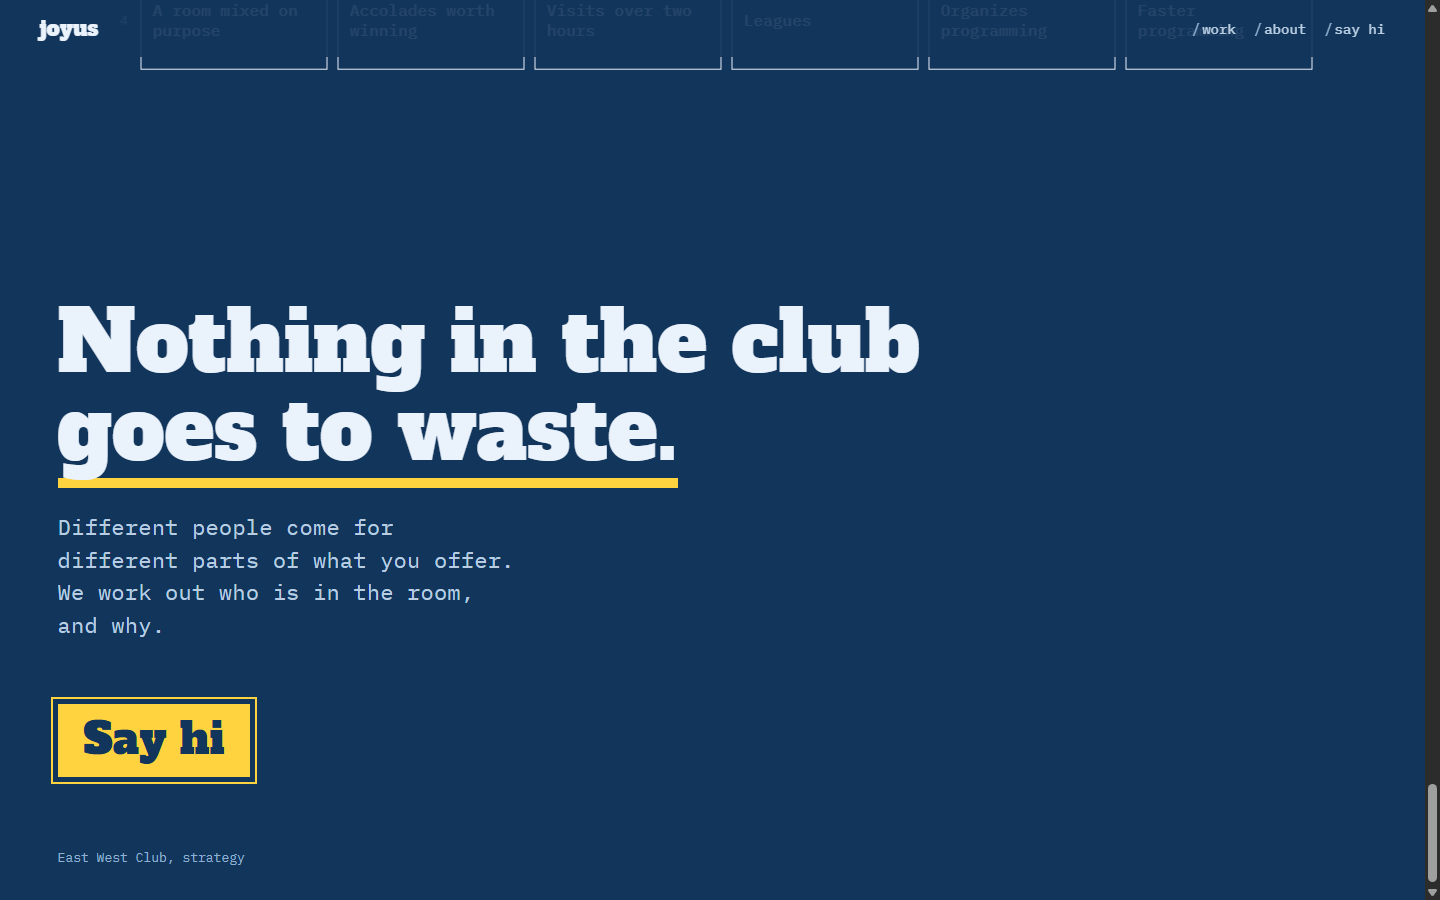 joyus
4
A room mixed on
purpose
Accolades worth
winning
Visits over two
hours
Leagues
Organizes
programming
Faster
programming
/work /about /say hi
Nothing in the club
goes to waste.
Different people come for
different parts of what you offer.
We work out who is in the room,
and why.
Say hi
East West Club, strategy